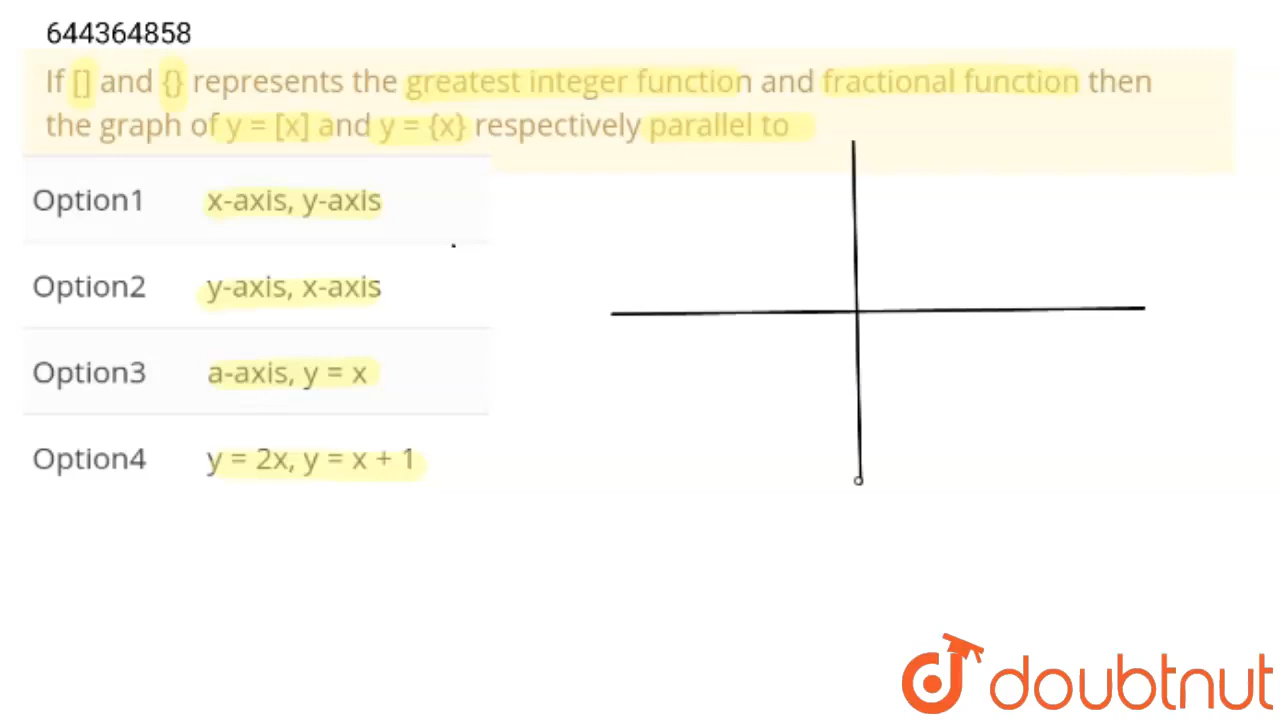 644364858
If [] and {} represents the greatest integer function and fractional function then
the graph of y = [x] and y = {x} respectively parallel to
Option1 x-axis, y-axis
Option2 y-axis, x-axis
Option3 a-axis, y = x
Option4 y = 2x, y = x + 1
doubtnut